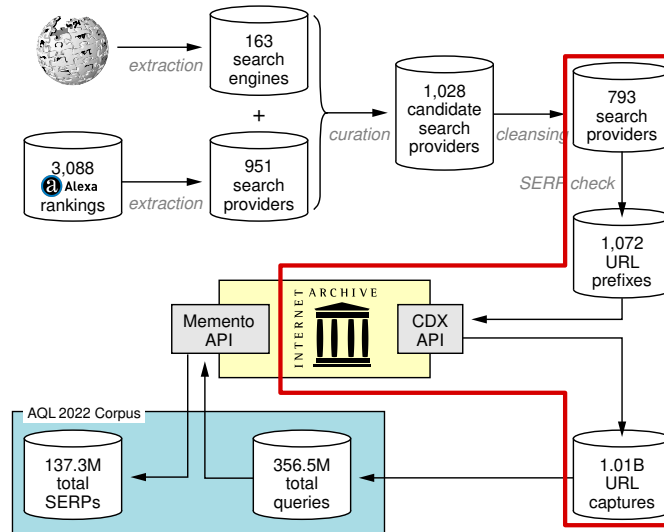 163
search
engines
extraction
+
3,088
a Alexa
rankings
extraction
951
search
providers
curation
1,028
candidate
search
providers
cleansing
793
search
providers
SERP check
1,072
URL
prefixes
Memento
API
INTERNET
ARCHIVE
CDX
API
AQL 2022 Corpus
137.3M
total
SERPs
356.5M
total
queries
1.01B
URL
captures